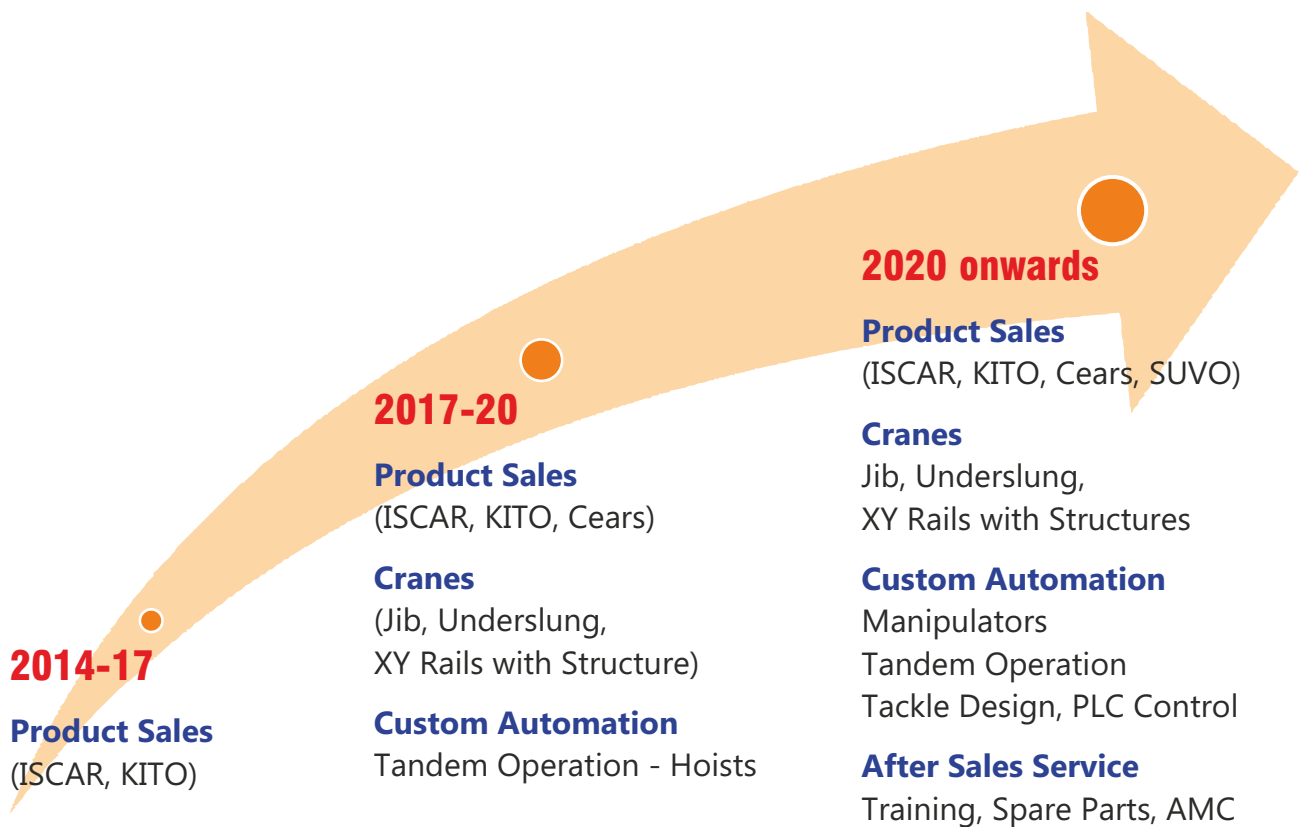 2014-17
Product Sales
(ISCAR, KITO)
2017-20
Product Sales
(ISCAR, KITO, Cears)
Cranes
(Jib, Underslung,
XY Rails with Structure)
Custom Automation
Tandem Operation - Hoists
2020 onwards
Product Sales
(ISCAR, KITO, Cears, SUVO)
Cranes
Jib, Underslung,
XY Rails with Structures
Custom Automation
Manipulators
Tandem Operation
Tackle Design, PLC Control
After Sales Service
Training, Spare Parts, AMC